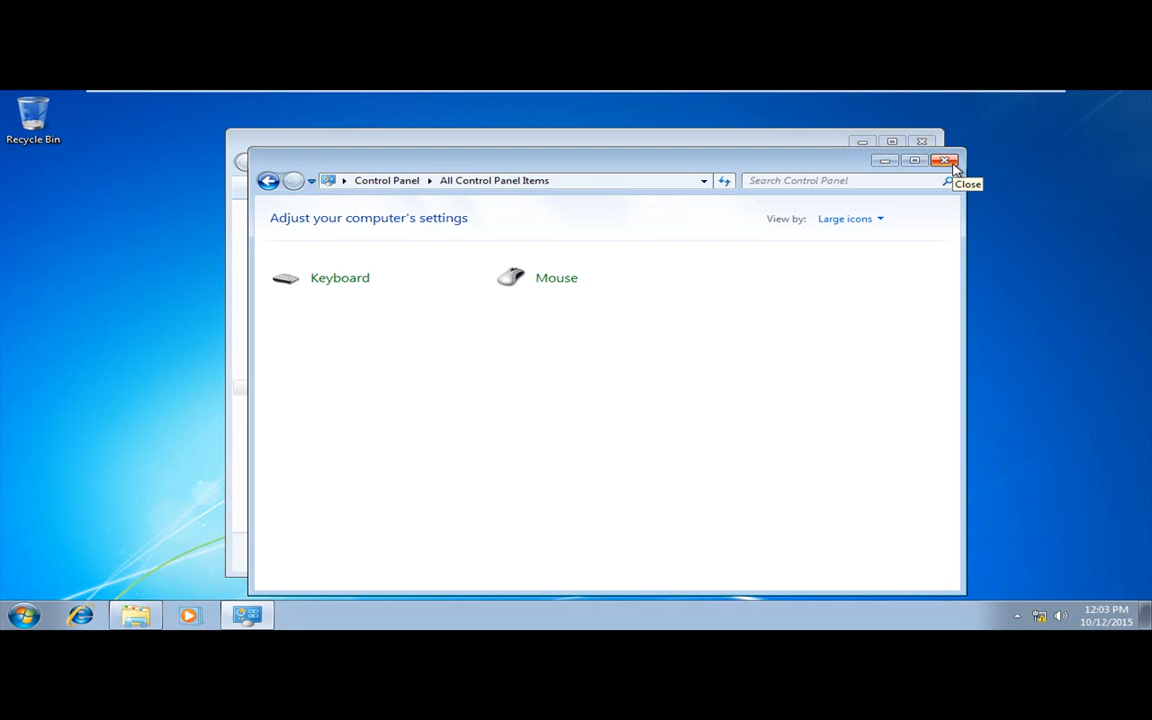 Recycle Bin
Control Panel
All Control Panel Items
Search Control Panel
Close
Adjust your computer's settings
View by: Large icons
Keyboard
Mouse
12:03 PM
10/12/2015